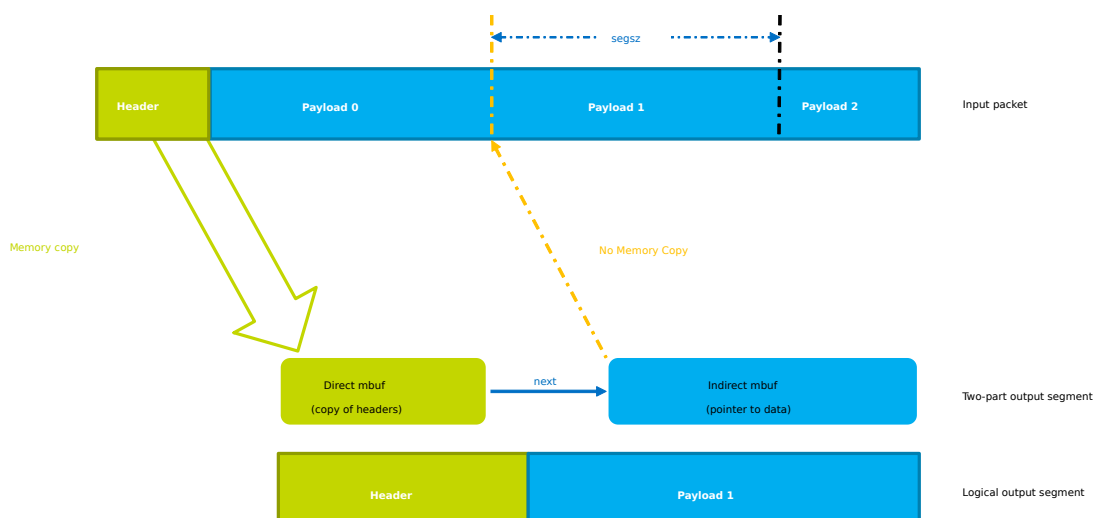 segsz
Header
Payload 0
Payload 1
Payload 2
Input packet
Memory copy
No Memory Copy
Direct mbuf
(copy of headers)
next
Indirect mbuf
(pointer to data)
Two-part output segment
Header
Payload 1
Logical output segment